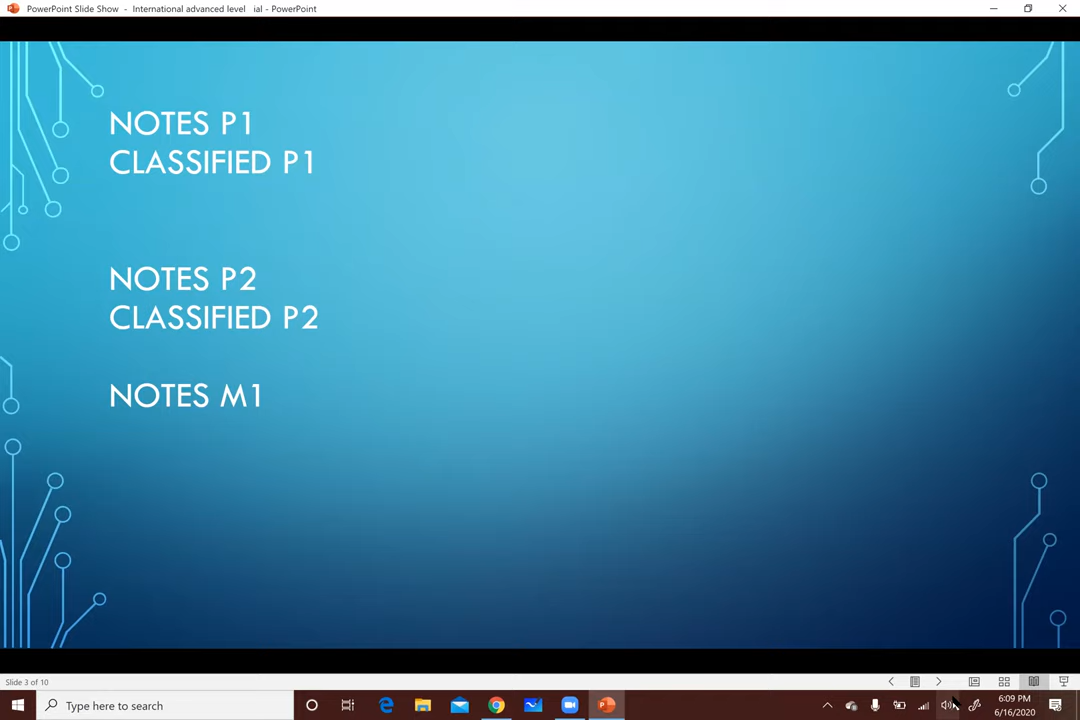 PowerPoint Slide Show - International advanced level ial - PowerPoint
NOTES P1
CLASSIFIED P1
NOTES P2
CLASSIFIED P2
NOTES M1
Slide 3 of 10
Type here to search
6:09 PM
6/16/2020